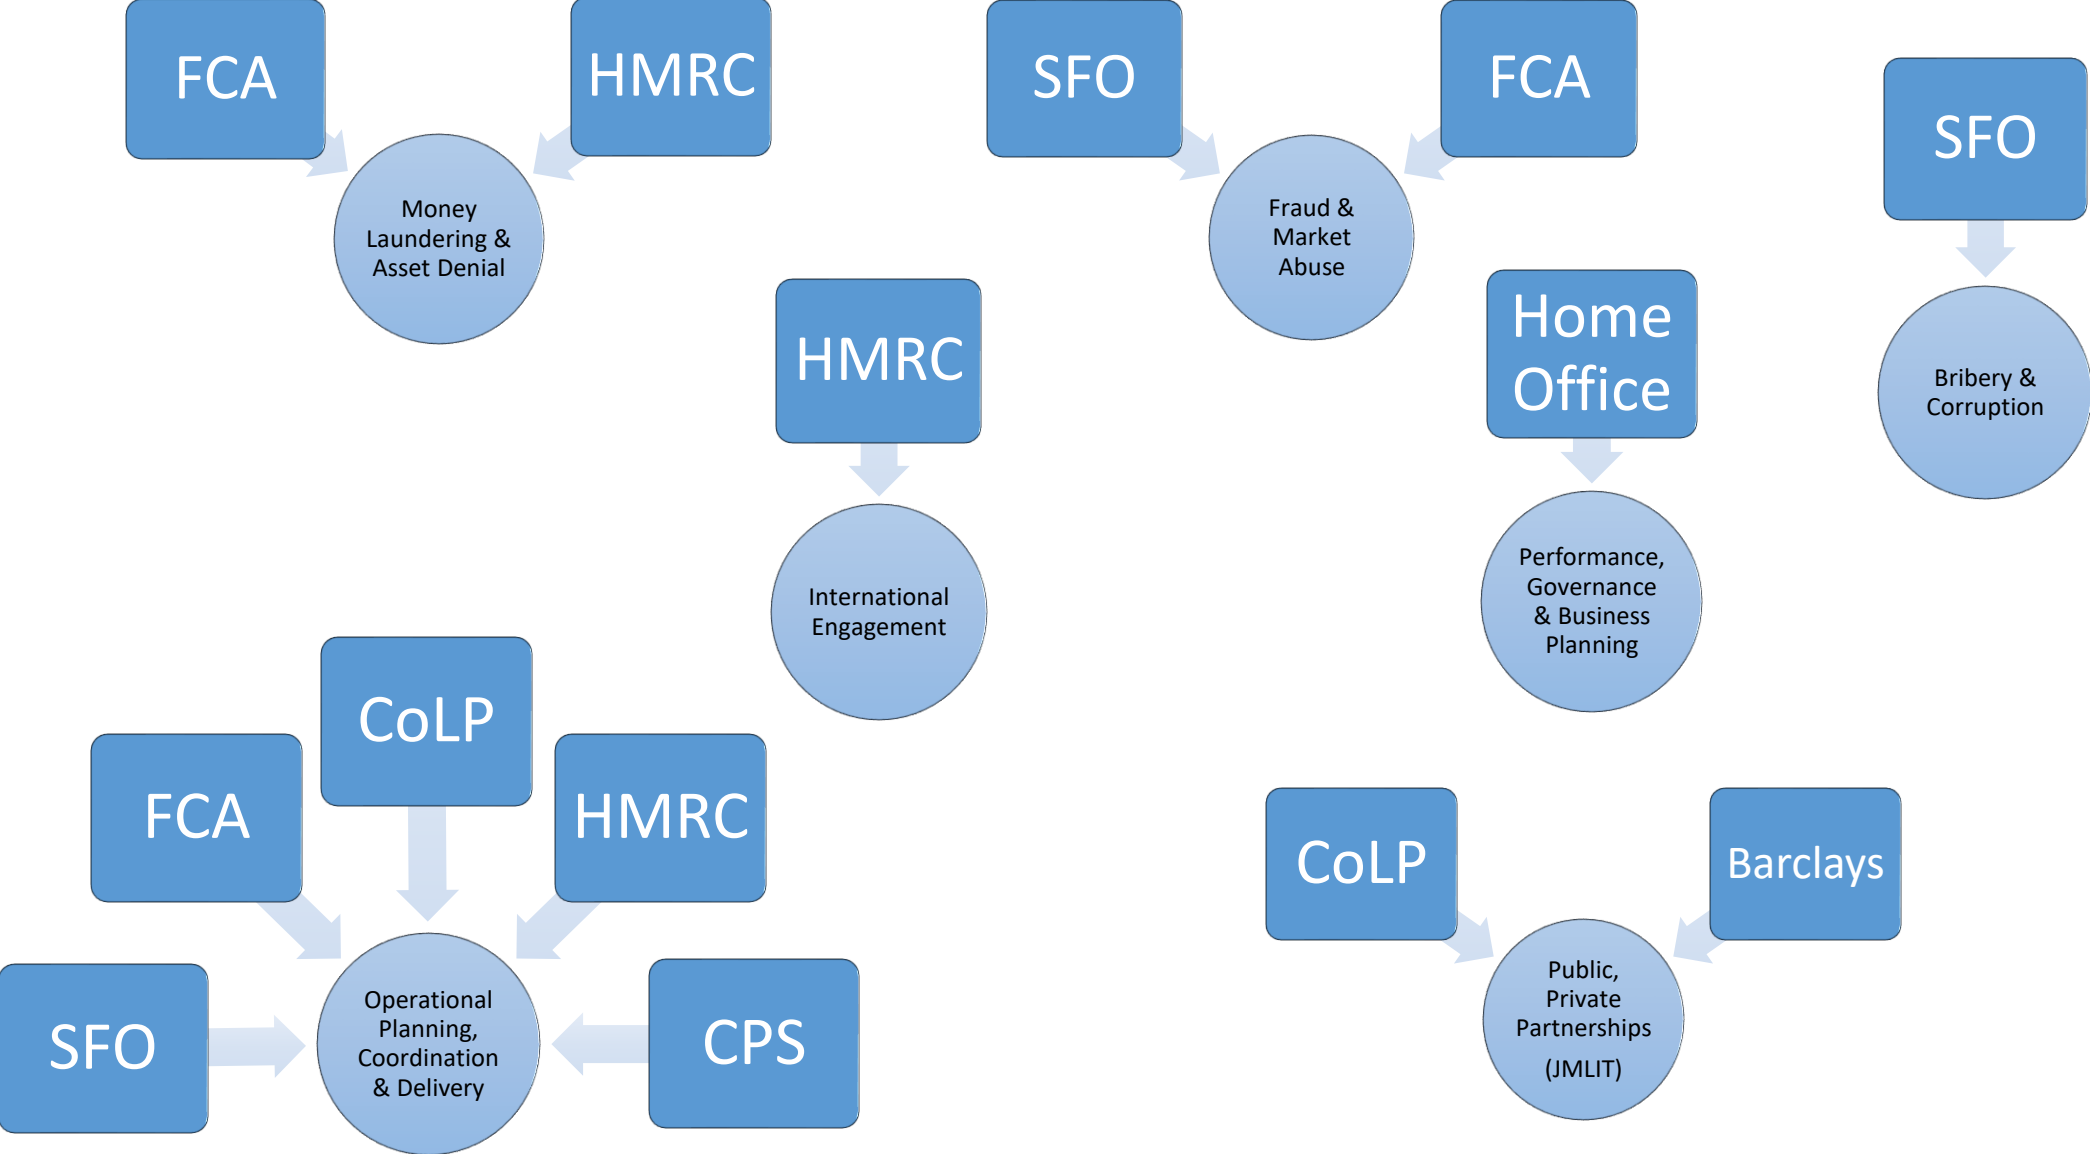 FCA
HMRC
Money
Laundering &
Asset Denial
SFO
FCA
Fraud &
Market
Abuse
SFO
Bribery &
Corruption
HMRC
International
Engagement
Home
Office
Performance,
Governance
& Business
Planning
CoLP
FCA
HMRC
SFO
CPS
Operational
Planning,
Coordination
& Delivery
CoLP
Barclays
Public,
Private
Partnerships
(JMLIT)